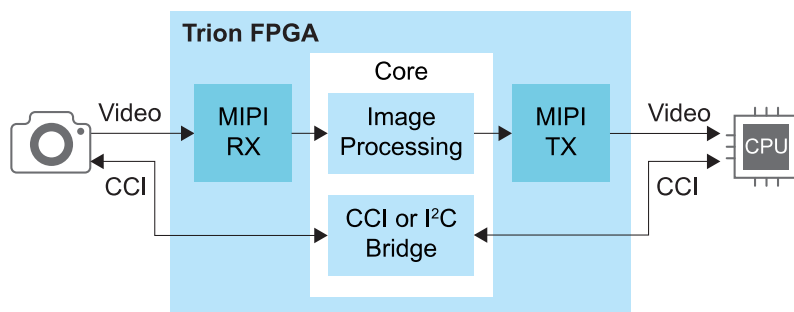 Trion FPGA
Core
Video
MIPI
RX
Image
Processing
MIPI
TX
Video
CPU
CCI
CCI or I²C
Bridge
CCI